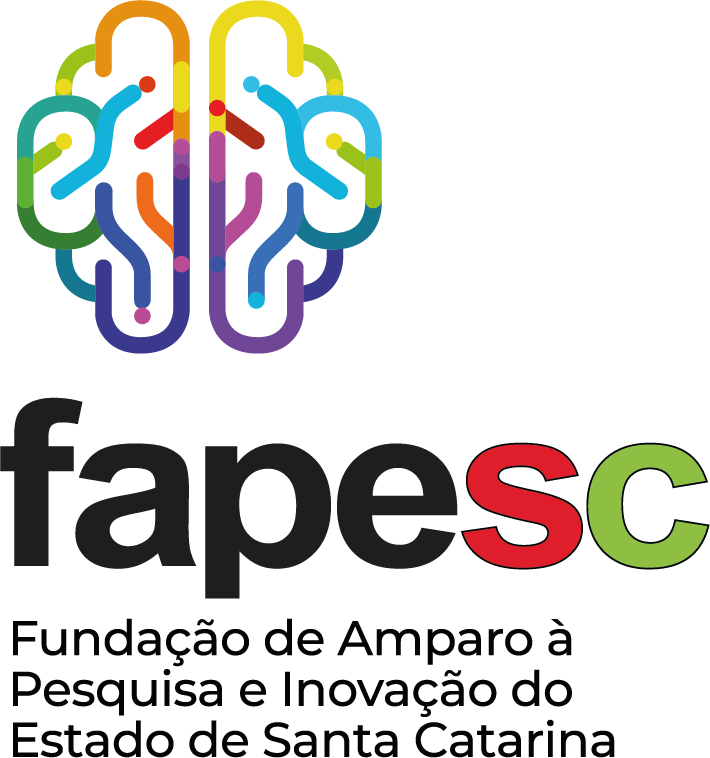 fapesc
Fundação de Amparo à
Pesquisa e Inovação do
Estado de Santa Catarina